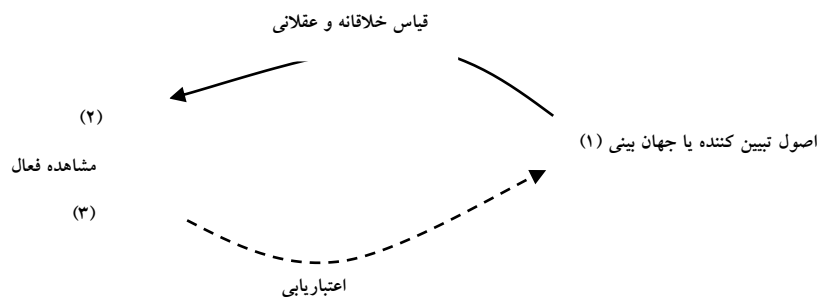 قیاس خلاقانه و عقلانی
(۲)
اصول تبیین کننده یا جهان بینی (۱)
مشاهده فعال
(۳)
اعتباریابی